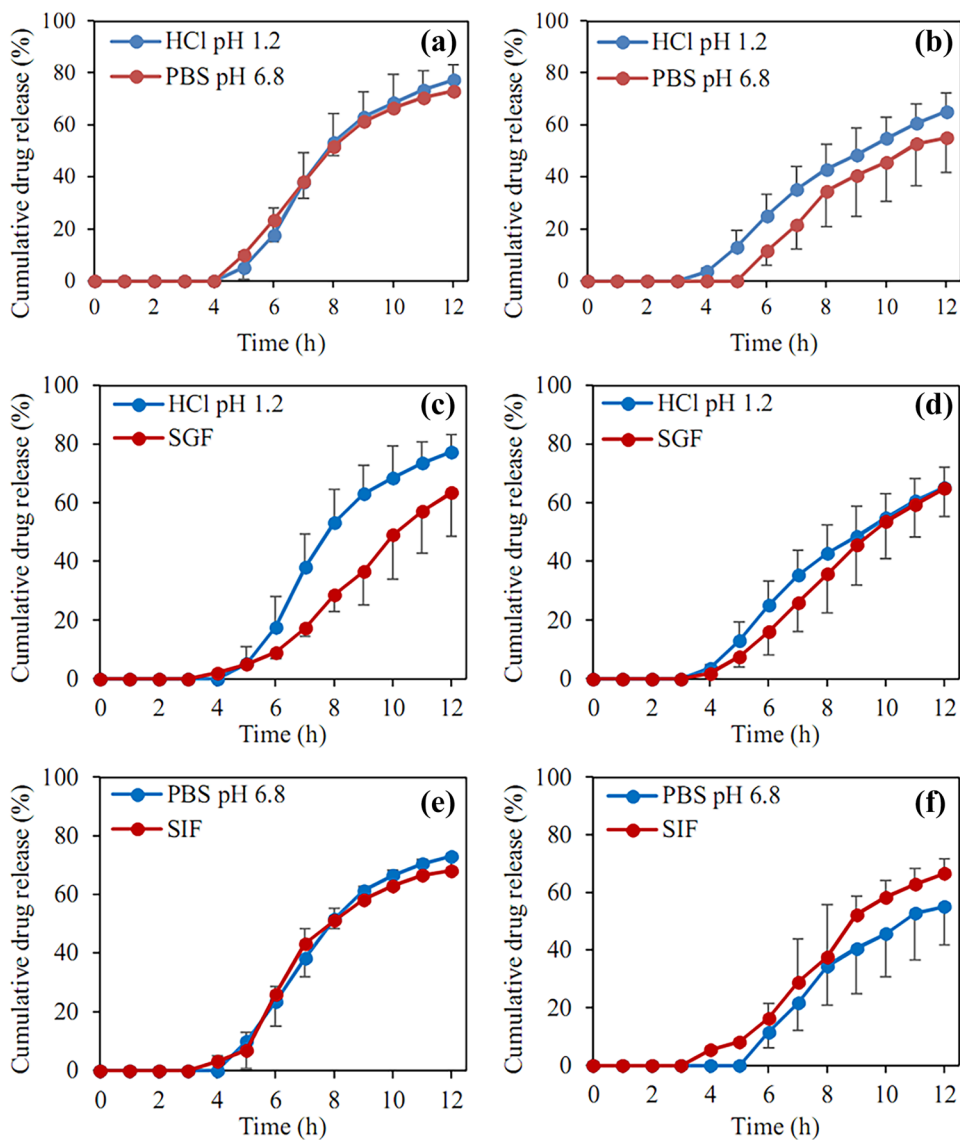 (a)
HCl pH 1.2
PBS pH 6.8
Cumulative drug release (%)
100
80
60
40
20
0
0 2 4 6 8 10 12
Time (h)
(b)
HCl pH 1.2
PBS pH 6.8
Cumulative drug release (%)
100
80
60
40
20
0
0 2 4 6 8 10 12
Time (h)
(c)
HCl pH 1.2
SGF
Cumulative drug release (%)
100
80
60
40
20
0
0 2 4 6 8 10 12
Time (h)
(d)
HCl pH 1.2
SGF
Cumulative drug release (%)
100
80
60
40
20
0
0 2 4 6 8 10 12
Time (h)
(e)
PBS pH 6.8
SIF
Cumulative drug release (%)
100
80
60
40
20
0
0 2 4 6 8 10 12
Time (h)
(f)
PBS pH 6.8
SIF
Cumulative drug release (%)
100
80
60
40
20
0
0 2 4 6 8 10 12
Time (h)